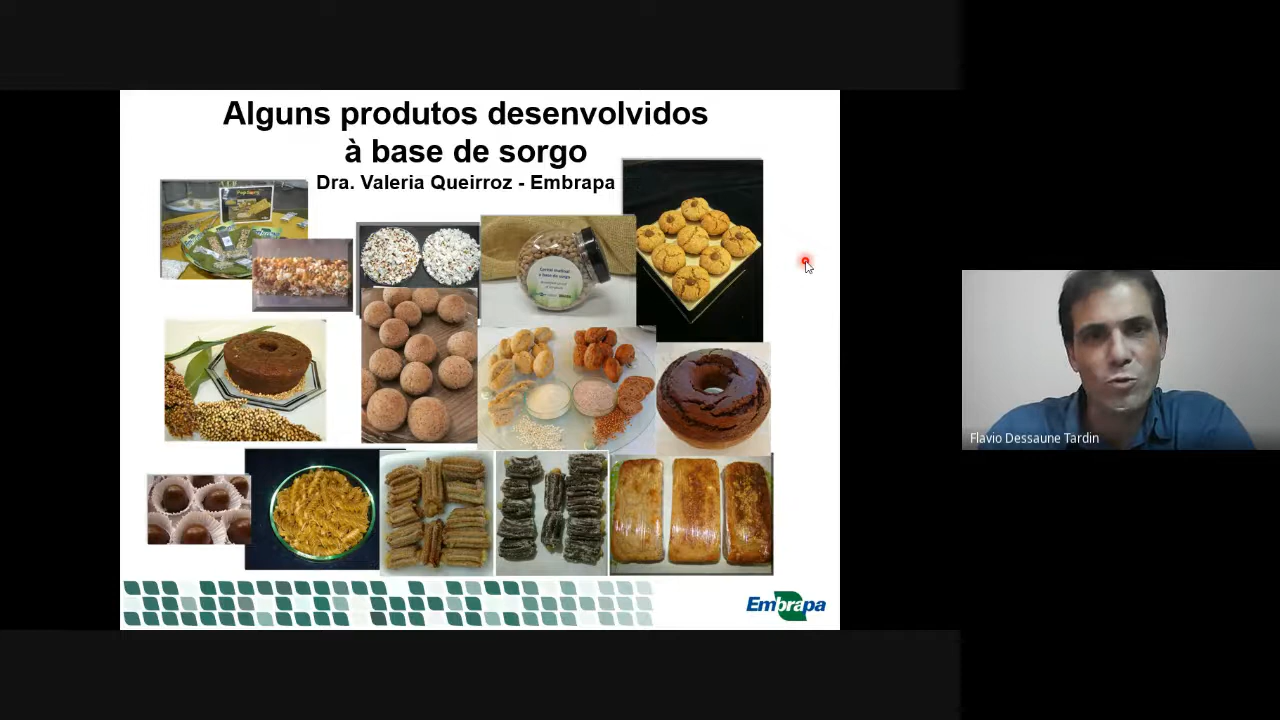 Alguns produtos desenvolvidos
à base de sorgo
Dra. Valeria Queirroz - Embrapa
Embrapa
Flavio Dessaune Tardin